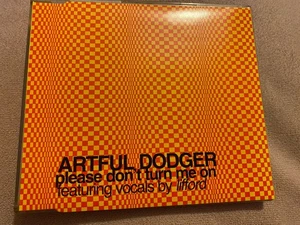 ARTFUL DODGER
please don't turn me on
featuring vocals by lifford